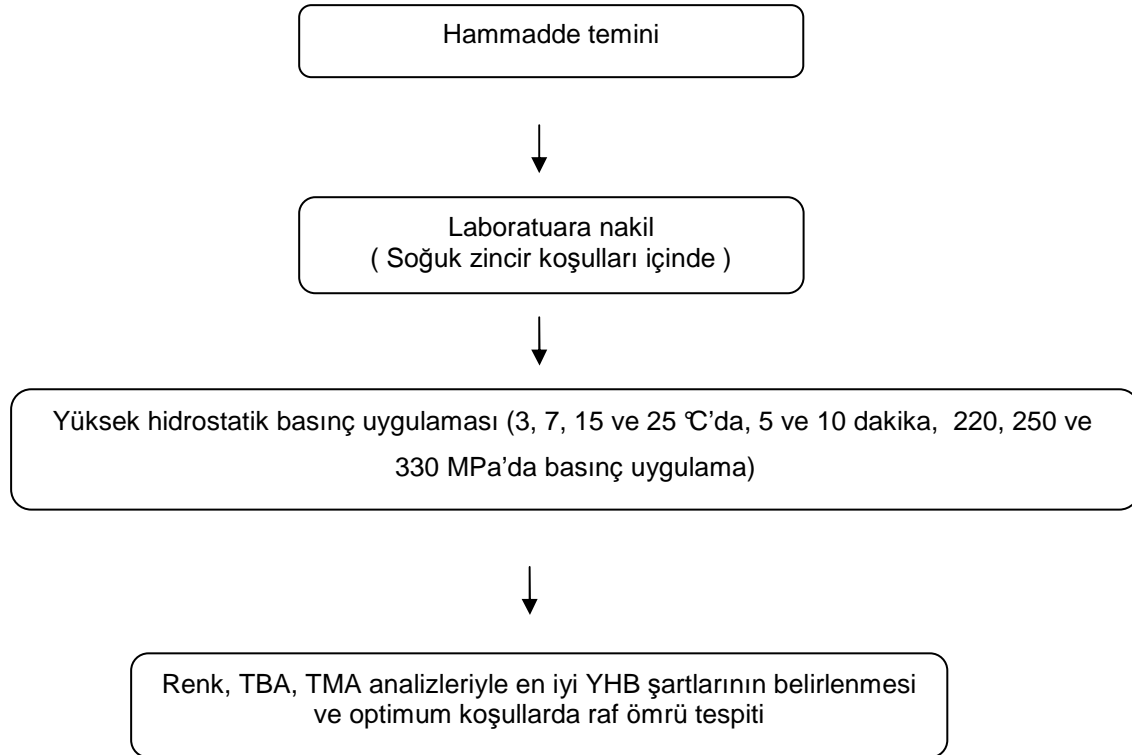 Hammadde temini
Laboratuara nakil
( Soğuk zincir koşulları içinde )
Yüksek hidrostatik basınç uygulaması (3, 7, 15 ve 25 °C'da, 5 ve 10 dakika, 220, 250 ve
330 MPa'da basınç uygulama)
Renk, TBA, TMA analizleriyle en iyi YHB şartlarının belirlenmesi
ve optimum koşullarda raf ömrü tespiti